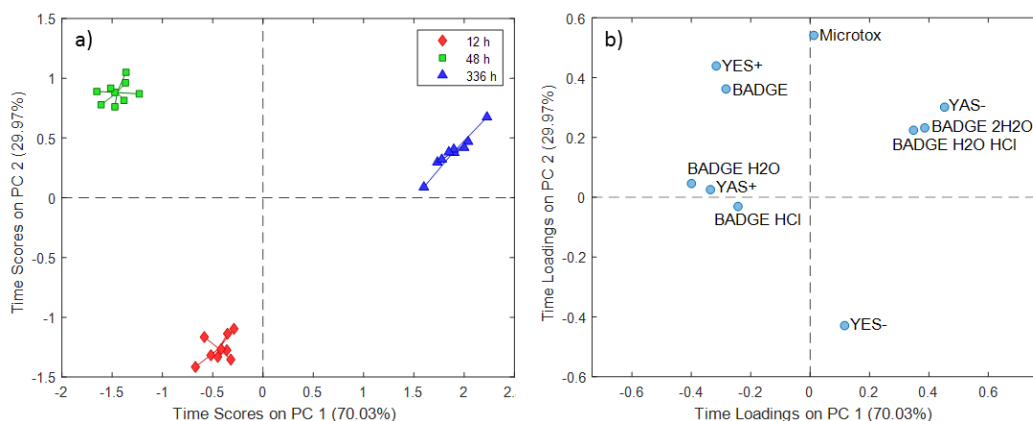 a)
12 h
48 h
336 h
1.5
1
0.5
0
-0.5
-1
-1.5
-2
-1.5
-1
-0.5
0
0.5
1
1.5
2
2.
Time Scores on PC 2 (29.97%)
Time Scores on PC 1 (70.03%)
b)
Microtox
YES+
BADGE
YAS-
BADGE 2H2O
BADGE H2O HCl
BADGE H2O
YAS+
BADGE HCl
YES-
0.6
0.4
0.2
0
-0.2
-0.4
-0.6
-0.6
-0.4
-0.2
0
0.2
0.4
0.6
Time Loadings on PC 2 (29.97%)
Time Loadings on PC 1 (70.03%)